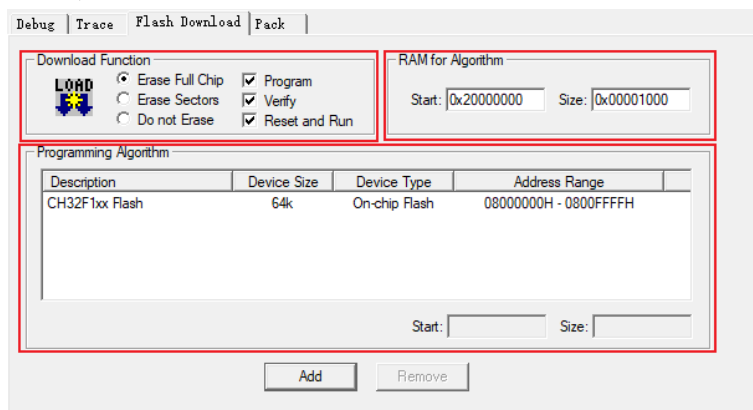 Debug Trace Flash Download Pack
Download Function
LOAD
Erase Full Chip
Erase Sectors
Do not Erase
Program
Verify
Reset and Run
RAM for Algorithm
Start: 0x20000000 Size: 0x00001000
Programming Algorithm
Description Device Size Device Type Address Range
CH32F1xx Flash 64k On-chip Flash 08000000H - 0800FFFFH
Start: Size:
Add Remove